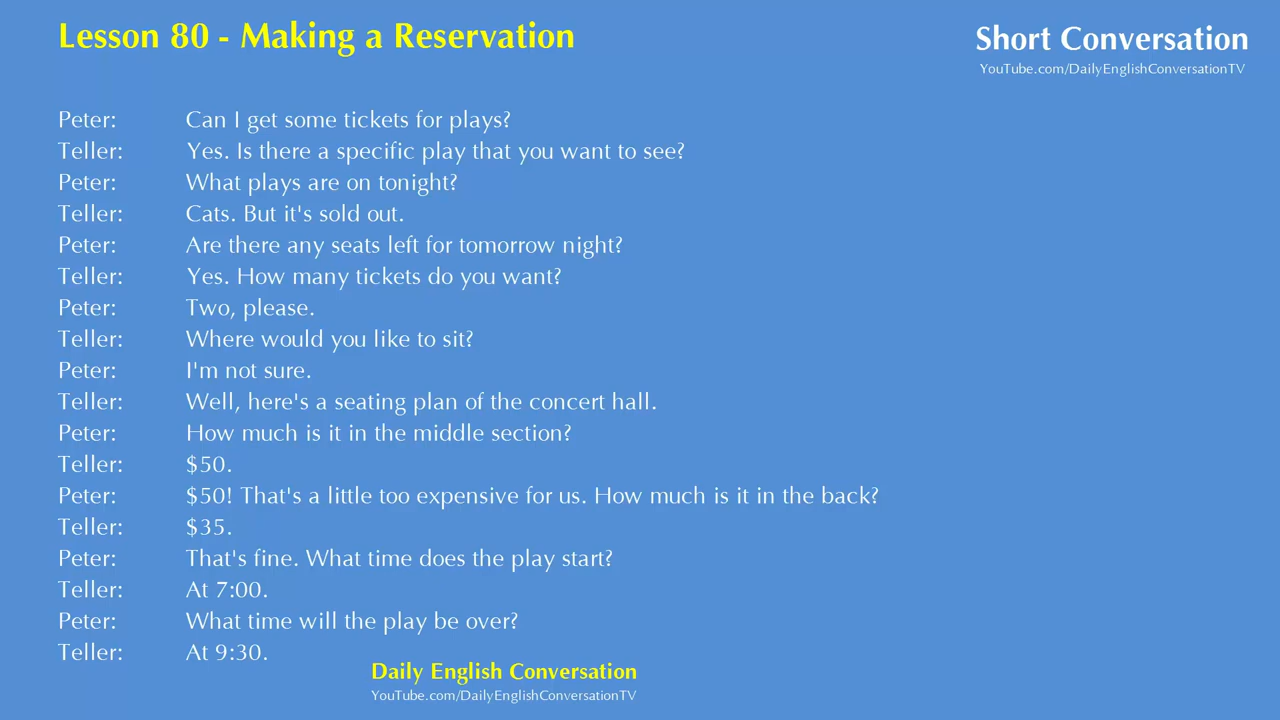 Lesson 80 - Making a Reservation
Short Conversation
YouTube.com/DailyEnglishConversationTV
Peter: Can I get some tickets for plays?
Teller: Yes. Is there a specific play that you want to see?
Peter: What plays are on tonight?
Teller: Cats. But it's sold out.
Peter: Are there any seats left for tomorrow night?
Teller: Yes. How many tickets do you want?
Peter: Two, please.
Teller: Where would you like to sit?
Peter: I'm not sure.
Teller: Well, here's a seating plan of the concert hall.
Peter: How much is it in the middle section?
Teller: $50.
Peter: $50! That's a little too expensive for us. How much is it in the back?
Teller: $35.
Peter: That's fine. What time does the play start?
Teller: At 7:00.
Peter: What time will the play be over?
Teller: At 9:30.
Daily English Conversation
YouTube.com/DailyEnglishConversationTV